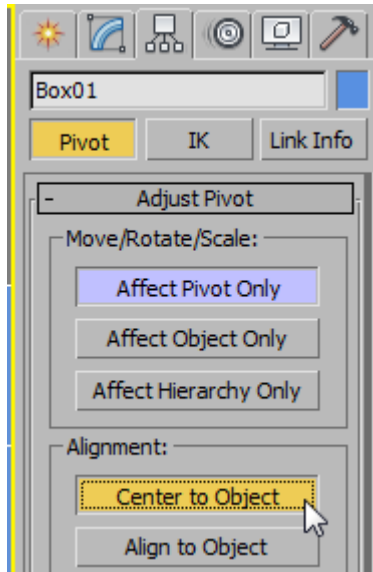 Box01
Pivot IK Link Info
- Adjust Pivot
Move/Rotate/Scale:
Affect Pivot Only
Affect Object Only
Affect Hierarchy Only
Alignment:
Center to Object
Align to Object